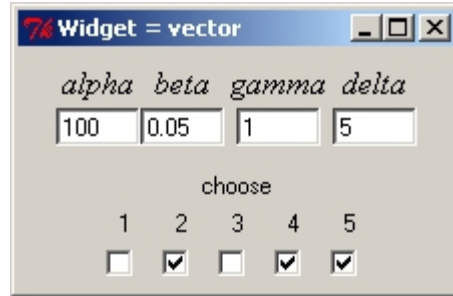 Widget = vector
alpha beta gamma delta
100 0.05 1 5
choose
1 2 3 4 5